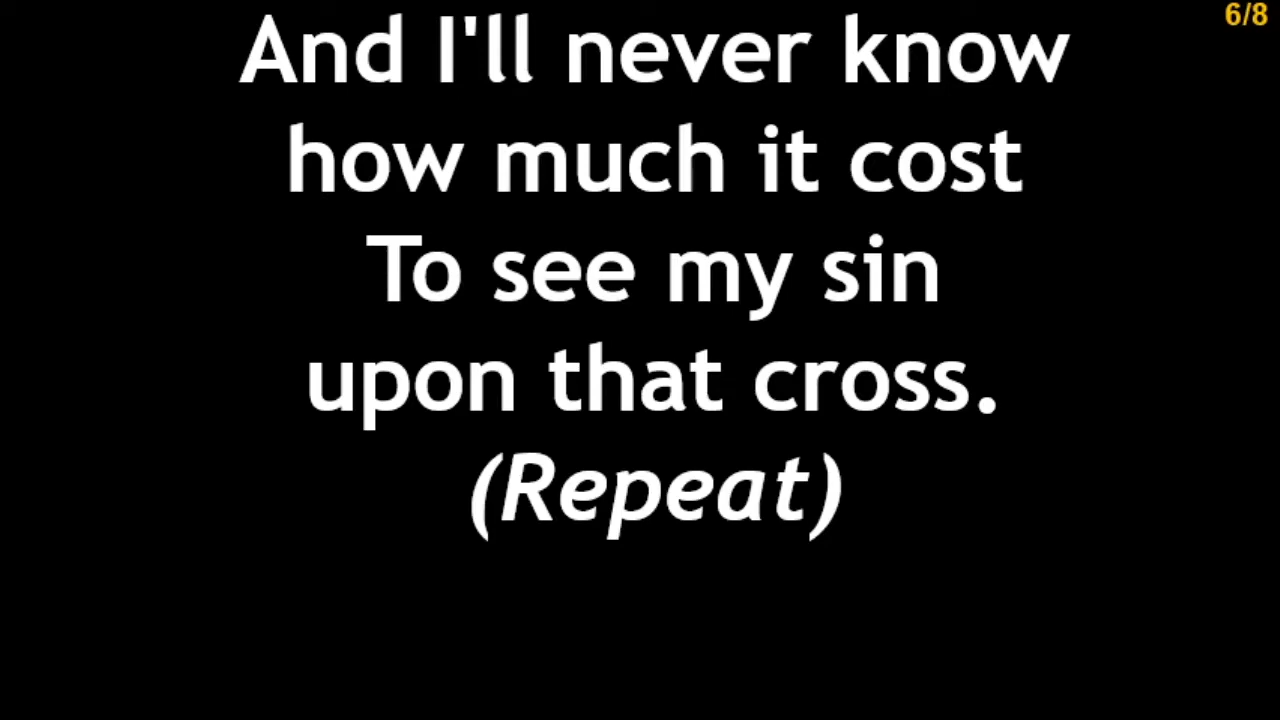 6/8
And I'll never know
how much it cost
To see my sin
upon that cross.
(Repeat)